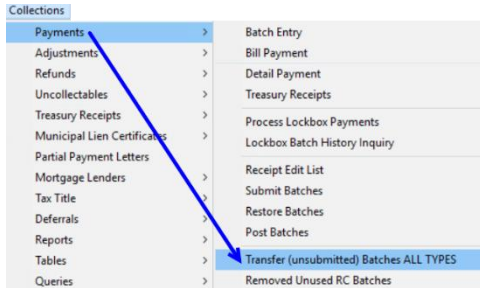 Collections
Payments
Adjustments
Refunds
Uncollectables
Treasury Receipts
Municipal Lien Certificates
Partial Payment Letters
Mortgage Lenders
Tax Title
Deferrals
Reports
Tables
Queries
Batch Entry
Bill Payment
Detail Payment
Treasury Receipts
Process Lockbox Payments
Lockbox Batch History Inquiry
Receipt Edit List
Submit Batches
Restore Batches
Post Batches
Transfer (unsubmitted) Batches ALL TYPES
Removed Unused RC Batches